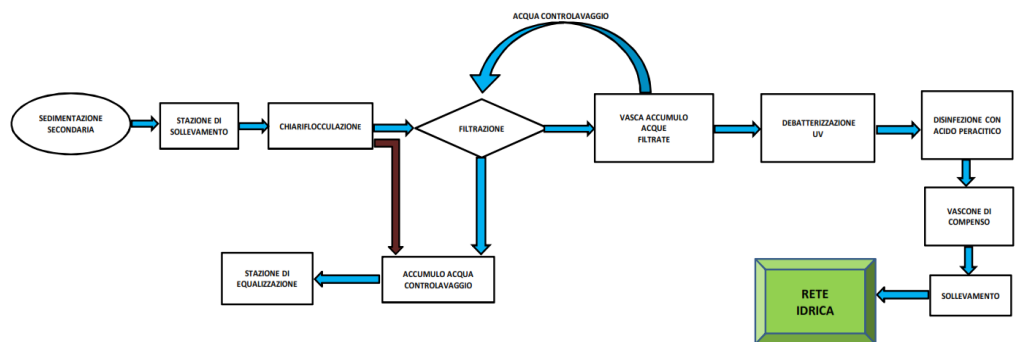 ACQUA CONTROLAVAGGIO
SEDIMENTAZIONE
SECONDARIA
STAZIONE DI
SOLLEVAMENTO
CHIARIFLOCCULAZIONE
FILTRAZIONE
VASCA ACCUMULO
ACQUE
FILTRATE
DEBATTERIZZAZIONE
UV
DISINFEZIONE CON
ACIDO PERACITICO
VASCONE DI
COMPENSO
STAZIONE DI
EQUALIZZAZIONE
ACCUMULO ACQUA
CONTROLAVAGGIO
RETE
IDRICA
SOLLEVAMENTO